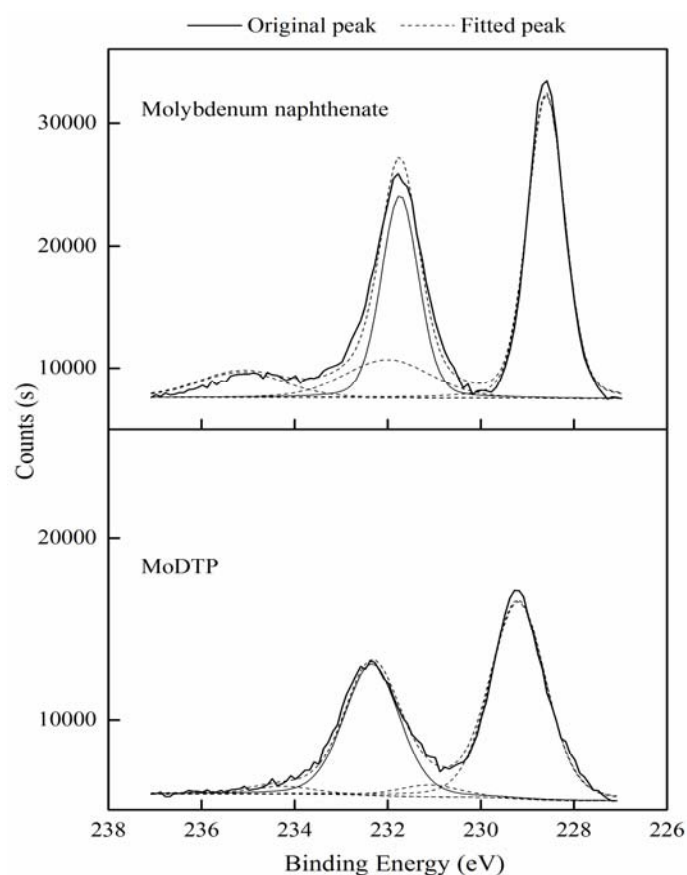 Original peak Fitted peak
Molybdenum naphthenate
30000
20000
10000
Counts (s)
20000
MoDTP
10000
238 236 234 232 230 228 226
Binding Energy (eV)